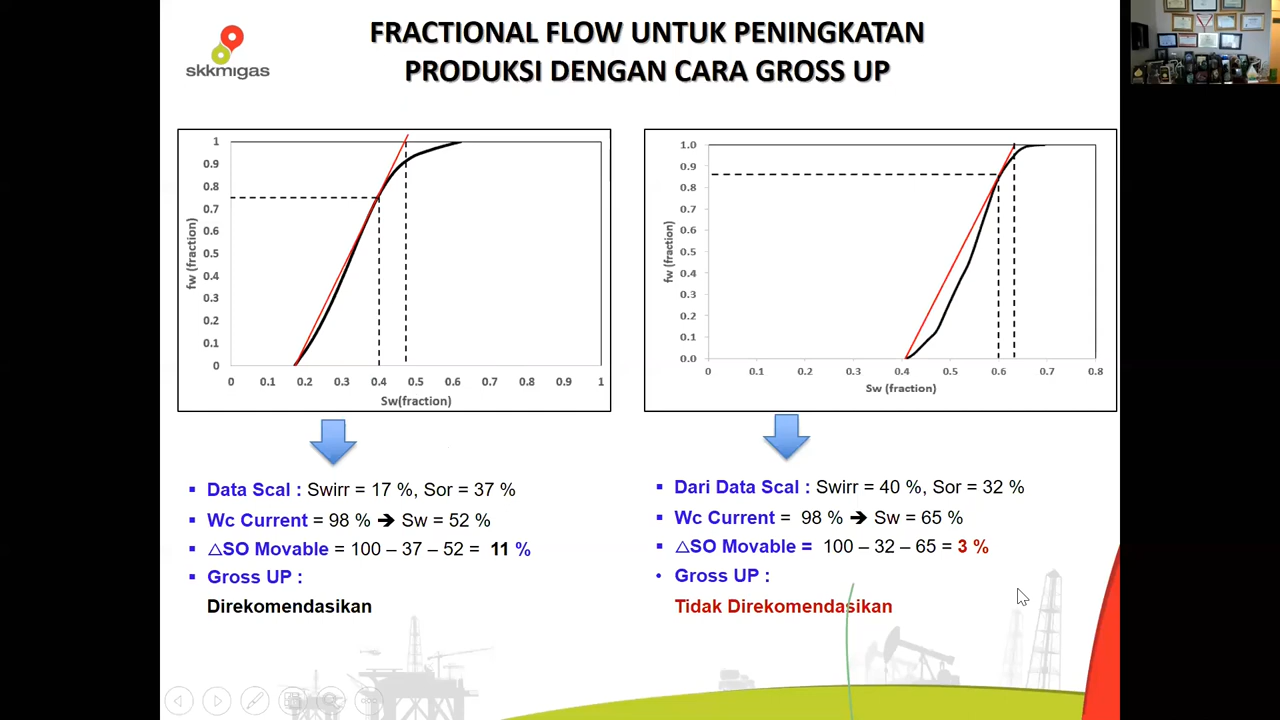 FRACTIONAL FLOW UNTUK PENINGKATAN
PRODUKSI DENGAN CARA GROSS UP
skkmigas
fw (fraction)
1
0.9
0.8
0.7
0.6
0.5
0.4
0.3
0.2
0.1
0
0 0.1 0.2 0.3 0.4 0.5 0.6 0.7 0.8 0.9 1
Sw(fraction)
▪ Data Scal : Swirr = 17 %, Sor = 37 %
▪ Wc Current = 98 % ➔ Sw = 52 %
▪ △SO Movable = 100 – 37 – 52 = 11 %
▪ Gross UP :
Direkomendasikan
fw (fraction)
1.0
0.9
0.8
0.7
0.6
0.5
0.4
0.3
0.2
0.1
0.0
0 0.1 0.2 0.3 0.4 0.5 0.6 0.7 0.8
Sw (fraction)
▪ Dari Data Scal : Swirr = 40 %, Sor = 32 %
▪ Wc Current = 98 % ➔ Sw = 65 %
▪ △SO Movable = 100 – 32 – 65 = 3 %
• Gross UP :
Tidak Direkomendasikan